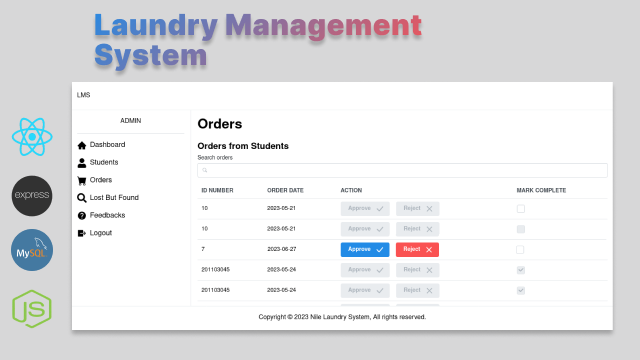 Laundry Management
System
LMS
ADMIN
Dashboard
Students
Orders
Lost But Found
Feedbacks
Logout
Orders
Orders from Students
Search orders
ID NUMBER ORDER DATE ACTION MARK COMPLETE
10 2023-05-21 Approve Reject
10 2023-05-21 Approve Reject
7 2023-06-27 Approve Reject
201103045 2023-05-24 Approve Reject
201103045 2023-05-24 Approve Reject
Copyright © 2023 Nile Laundry System, All rights reserved.
express
MySQL
JS